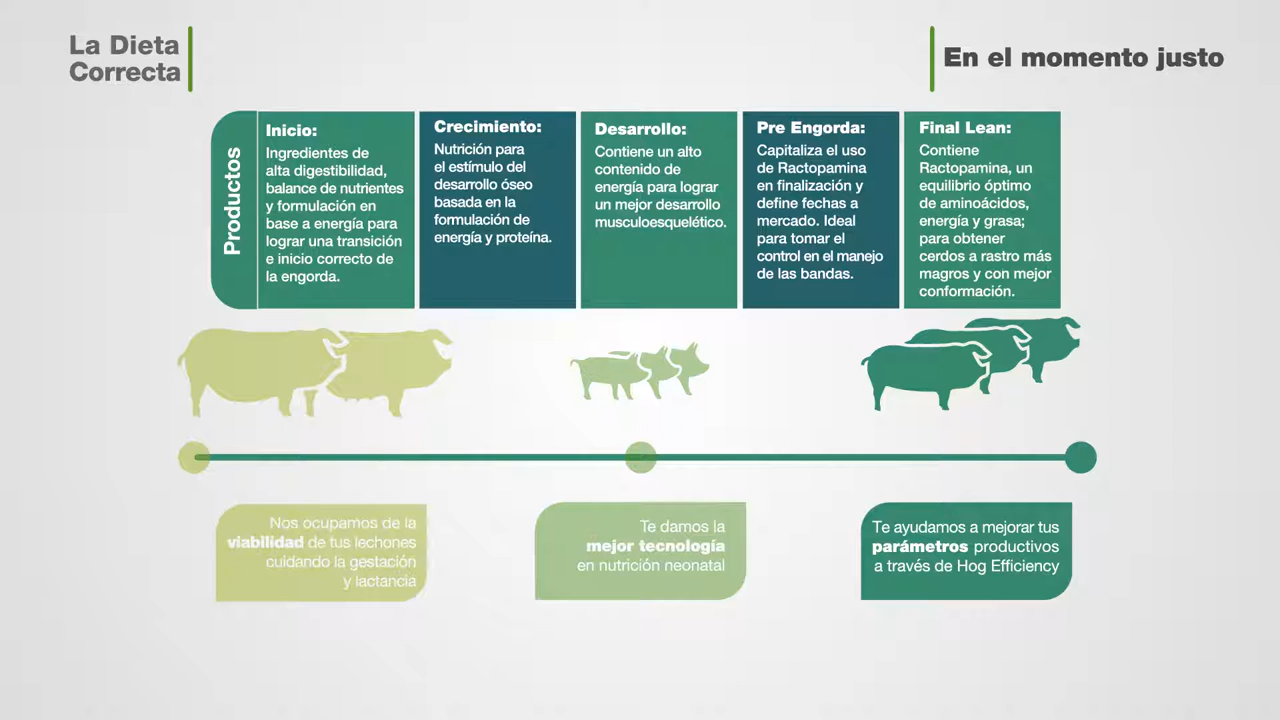 La Dieta
Correcta
En el momento justo
Productos
Inicio:
Ingredientes de
alta digestibilidad,
balance de nutrientes
y formulación en
base a energía para
lograr una transición
e inicio correcto de
la engorda.
Crecimiento:
Nutrición para
el estímulo del
desarrollo óseo
basada en la
formulación de
energía y proteína.
Desarrollo:
Contiene un alto
contenido de
energía para lograr
un mejor desarrollo
musculoesquelético.
Pre Engorda:
Capitaliza el uso
de Ractopamina
en finalización y
define fechas a
mercado. Ideal
para tomar el
control en el manejo
de las bandas.
Final Lean:
Contiene
Ractopamina, un
equilibrio óptimo
de aminoácidos,
energía y grasa;
para obtener
cerdos a rastro más
magros y con mejor
conformación.
Nos ocupamos de la
viabilidad de tus lechones
cuidando la gestación
y lactancia
Te damos la
mejor tecnología
en nutrición neonatal
Te ayudamos a mejorar tus
parámetros productivos
a través de Hog Efficiency